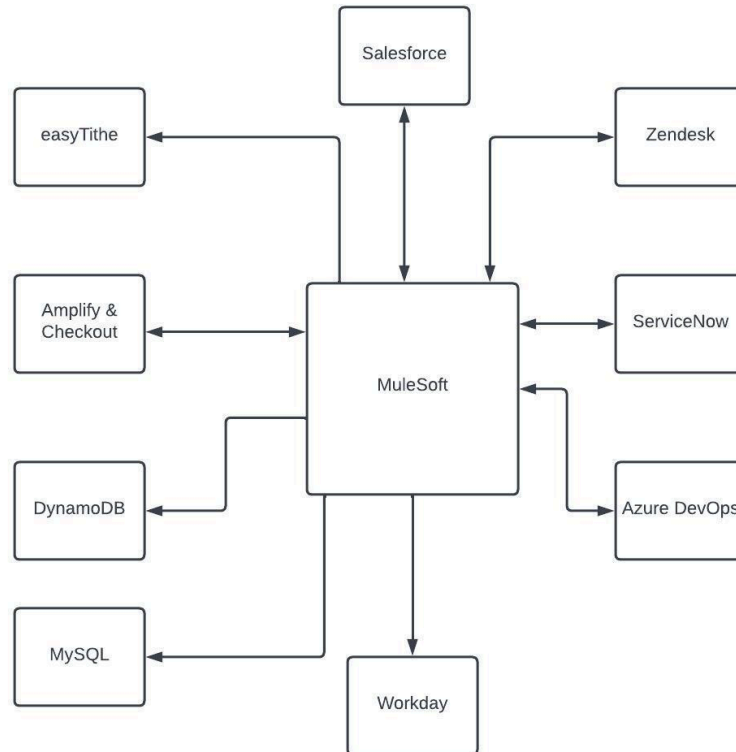 Salesforce
easyTithe
Zendesk
Amplify &
Checkout
ServiceNow
MuleSoft
DynamoDB
Azure DevOps
MySQL
Workday